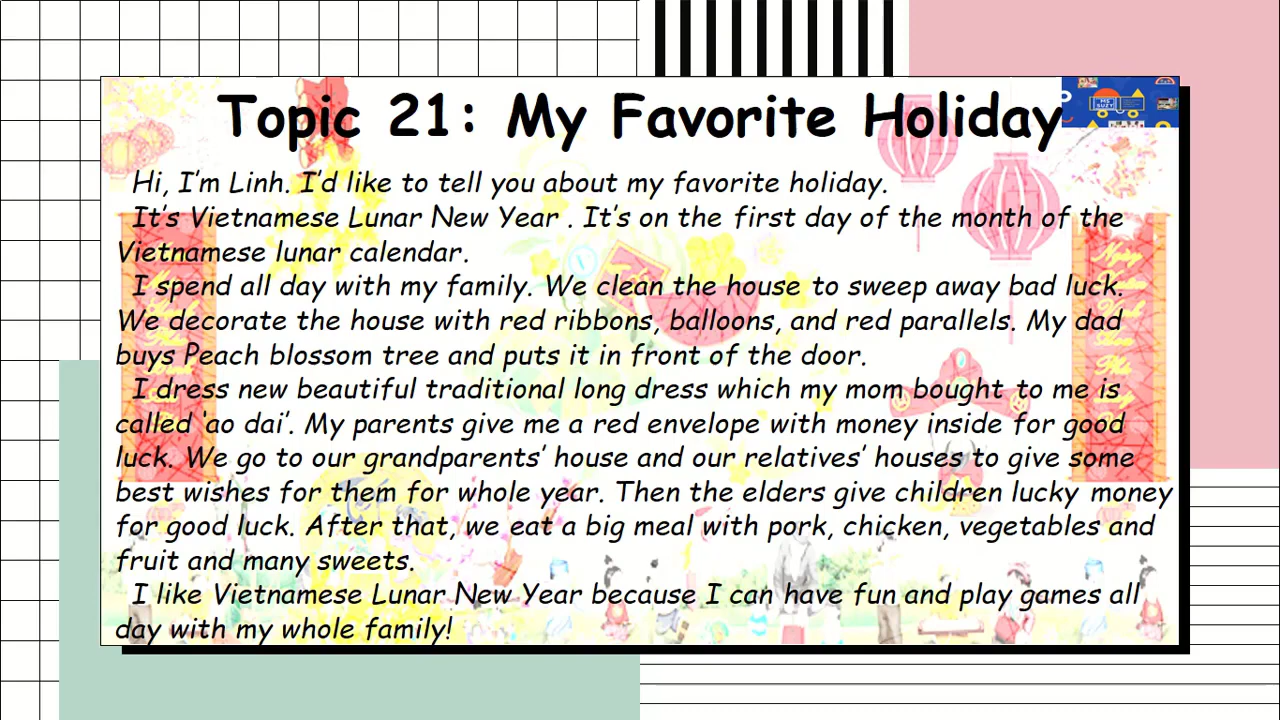 Topic 21: My Favorite Holiday
Hi, I'm Linh. I'd like to tell you about my favorite holiday.
It's Vietnamese Lunar New Year . It's on the first day of the month of the
Vietnamese lunar calendar.
I spend all day with my family. We clean the house to sweep away bad luck.
We decorate the house with red ribbons, balloons, and red parallels. My dad
buys Peach blossom tree and puts it in front of the door.
I dress new beautiful traditional long dress which my mom bought to me is
called 'ao dai'. My parents give me a red envelope with money inside for good
luck. We go to our grandparents' house and our relatives' houses to give some
best wishes for them for whole year. Then the elders give children lucky money
for good luck. After that, we eat a big meal with pork, chicken, vegetables and
fruit and many sweets.
I like Vietnamese Lunar New Year because I can have fun and play games all
day with my whole family!